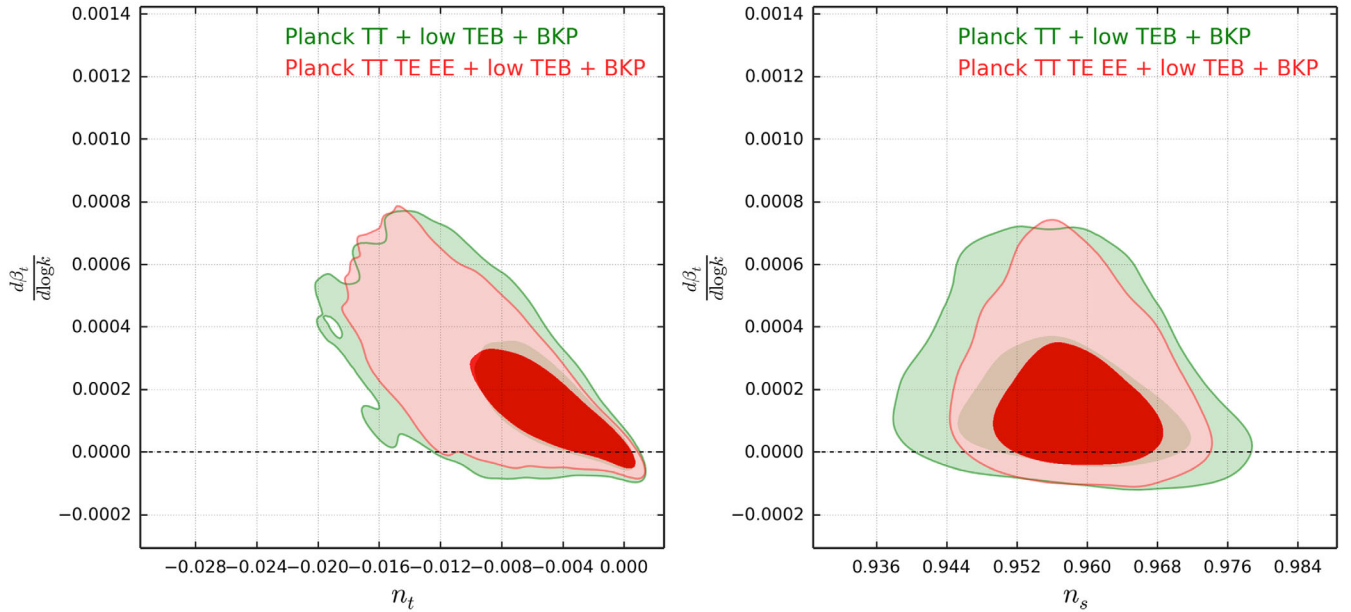 Planck TT + low TEB + BKP
Planck TT TE EE + low TEB + BKP
0.0014
0.0012
0.0010
0.0008
0.0006
0.0004
0.0002
0.0000
−0.0002
dβt
dlogk
−0.028 −0.024 −0.020 −0.016 −0.012 −0.008 −0.004 0.000
nt
Planck TT + low TEB + BKP
Planck TT TE EE + low TEB + BKP
0.0014
0.0012
0.0010
0.0008
0.0006
0.0004
0.0002
0.0000
−0.0002
dβt
dlogk
0.936 0.944 0.952 0.960 0.968 0.976 0.984
ns